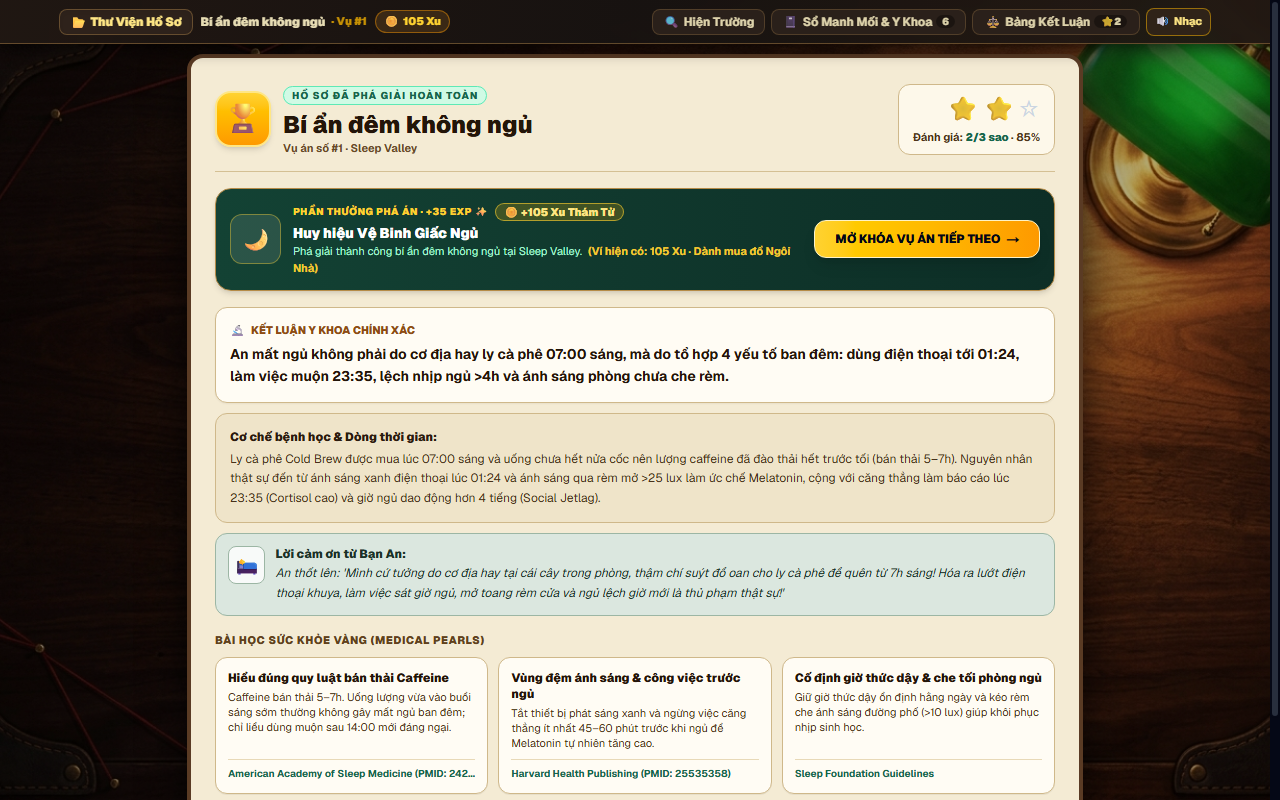 Thư Viện Hồ Sơ
Bí ẩn đêm không ngủ · Vụ #1
105 Xu
Hiện Trường
Sổ Manh Mối & Y Khoa 6
Bảng Kết Luận ⭐2
Nhạc
HỒ SƠ ĐÃ PHÁ GIẢI HOÀN TOÀN
Bí ẩn đêm không ngủ
Vụ án số #1 · Sleep Valley
Đánh giá: 2/3 sao · 85%
PHẦN THƯỞNG PHÁ ÁN · +35 EXP ✨
+105 Xu Thám Tử
Huy hiệu Vệ Binh Giấc Ngủ
Phá giải thành công bí ẩn đêm không ngủ tại Sleep Valley. (Ví hiện có: 105 Xu · Dành mua đồ Ngôi
Nhà)
MỞ KHÓA VỤ ÁN TIẾP THEO →
KẾT LUẬN Y KHOA CHÍNH XÁC
An mất ngủ không phải do cơ địa hay ly cà phê 07:00 sáng, mà do tổ hợp 4 yếu tố ban đêm: dùng điện thoại tới 01:24,
làm việc muộn 23:35, lệch nhịp ngủ >4h và ánh sáng phòng chưa che rèm.
Cơ chế bệnh học & Dòng thời gian:
Ly cà phê Cold Brew được mua lúc 07:00 sáng và uống chưa hết nửa cốc nên lượng caffeine đã đào thải hết trước tối (bán thải 5–7h). Nguyên nhân
thật sự đến từ ánh sáng xanh điện thoại lúc 01:24 và ánh sáng qua rèm mở >25 lux làm ức chế Melatonin, cộng với căng thẳng làm báo cáo lúc
23:35 (Cortisol cao) và giờ ngủ dao động hơn 4 tiếng (Social Jetlag).
Lời cảm ơn từ Bạn An:
An thốt lên: 'Mình cứ tưởng do cơ địa hay tại cái cây trong phòng, thậm chí suýt đổ oan cho ly cà phê để quên từ 7h sáng! Hóa ra lướt điện
thoại khuya, làm việc sát giờ ngủ, mở toang rèm cửa và ngủ lệch giờ mới là thủ phạm thật sự!'
BÀI HỌC SỨC KHỎE VÀNG (MEDICAL PEARLS)
Hiểu đúng quy luật bán thải Caffeine
Caffeine bán thải 5–7h. Uống lượng vừa vào buổi
sáng sớm thường không gây mất ngủ ban đêm;
chỉ liều dùng muộn sau 14:00 mới đáng ngại.
American Academy of Sleep Medicine (PMID: 242...
Vùng đệm ánh sáng & công việc trước
ngủ
Tắt thiết bị phát sáng xanh và ngừng việc căng
thẳng ít nhất 45–60 phút trước khi ngủ để
Melatonin tự nhiên tăng cao.
Harvard Health Publishing (PMID: 25535358)
Cố định giờ thức dậy & che tối phòng ngủ
Giữ giờ thức dậy ổn định hằng ngày và kéo rèm
che ánh sáng đường phố (>10 lux) giúp khôi phục
nhịp sinh học.
Sleep Foundation Guidelines